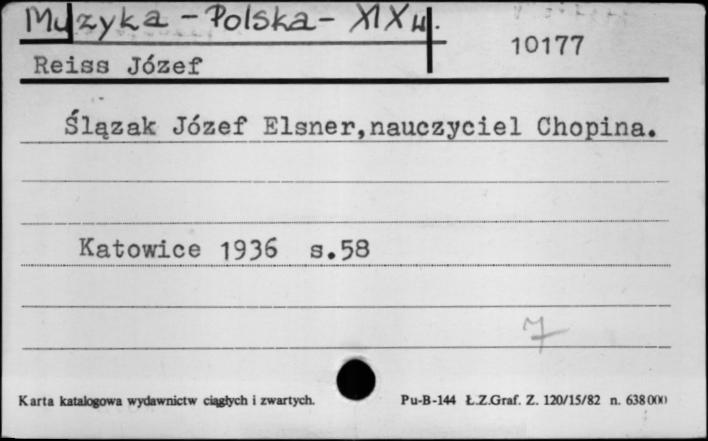 Muzyka - Polska - XIX w.
10177
Reiss Józef
Ślązak Józef Elsner,nauczyciel Chopina.
Katowice 1936 s.58
Karta katalogowa wydawnictw ciągłych i zwartych.
Pu-B-144 Ł.Z.Graf. Z. 120/15/82 n. 638000